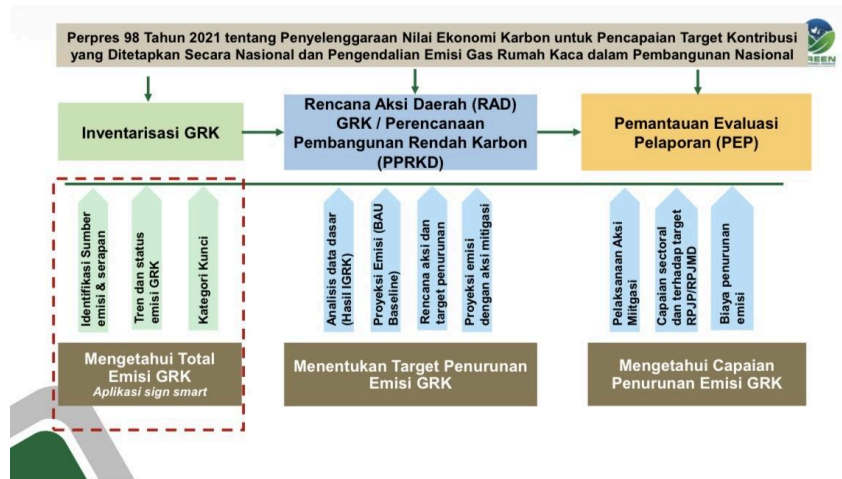 Perpres 98 Tahun 2021 tentang Penyelenggaraan Nilai Ekonomi Karbon untuk Pencapaian Target Kontribusi
yang Ditetapkan Secara Nasional dan Pengendalian Emisi Gas Rumah Kaca dalam Pembangunan Nasional
Inventarisasi GRK
Rencana Aksi Daerah (RAD)
GRK / Perencanaan
Pembangunan Rendah Karbon
(PPRKD)
Pemantauan Evaluasi
Pelaporan (PEP)
Identifikasi Sumber
emisi & serapan
Tren dan status
emisi GRK
Kategori Kunci
Analisis data dasar
(Hasil IGRK)
Proyeksi Emisi (BAU
Baseline)
Rencana aksi dan
target penurunan
Proyeksi emisi
dengan aksi mitigasi
Pelaksanaan Aksi
Miitgasi
Capaian sectoral
dan terhadap target
RPJP/RPJMD
Biaya penurunan
emisi
Mengetahui Total
Emisi GRK
Aplikasi sign smart
Menentukan Target Penurunan
Emisi GRK
Mengetahui Capaian
Penurunan Emisi GRK